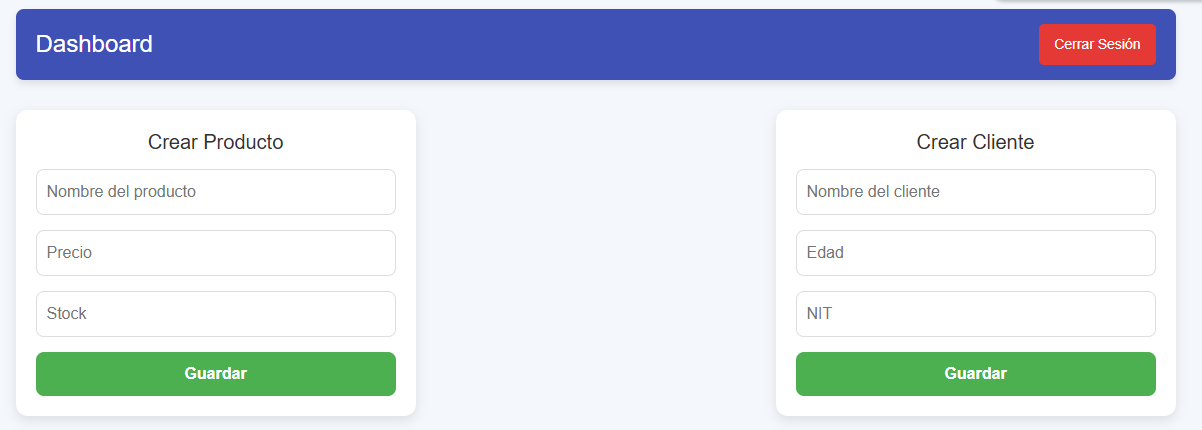 Dashboard
Cerrar Sesión
Crear Producto
Nombre del producto
Precio
Stock
Guardar
Crear Cliente
Nombre del cliente
Edad
NIT
Guardar